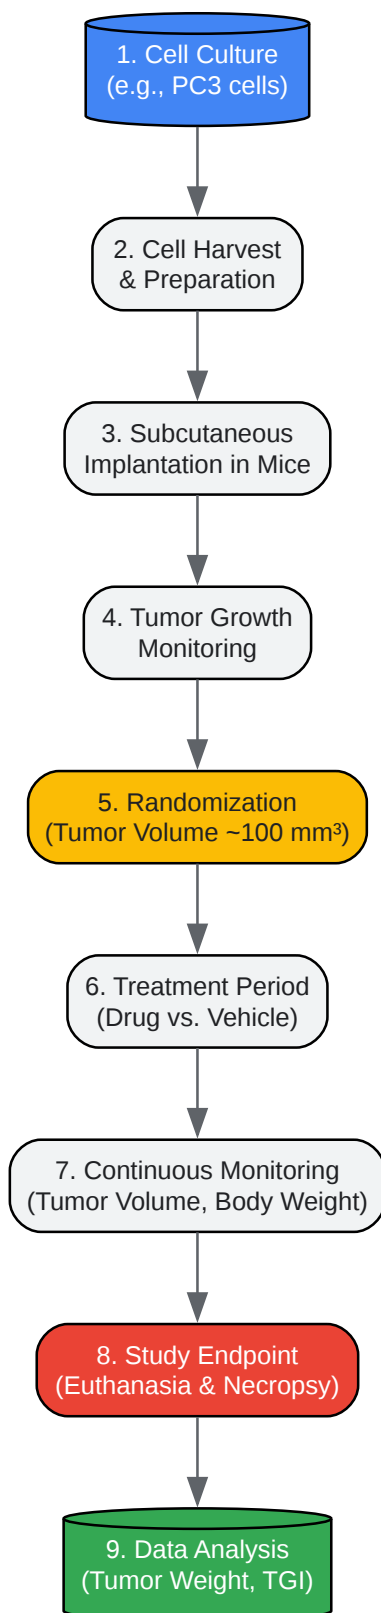 1. Cell Culture
(e.g., PC3 cells)
2. Cell Harvest
& Preparation
3. Subcutaneous
Implantation in Mice
4. Tumor Growth
Monitoring
5. Randomization
(Tumor Volume ~100 mm³)
6. Treatment Period
(Drug vs. Vehicle)
7. Continuous Monitoring
(Tumor Volume, Body Weight)
8. Study Endpoint
(Euthanasia & Necropsy)
9. Data Analysis
(Tumor Weight, TGI)